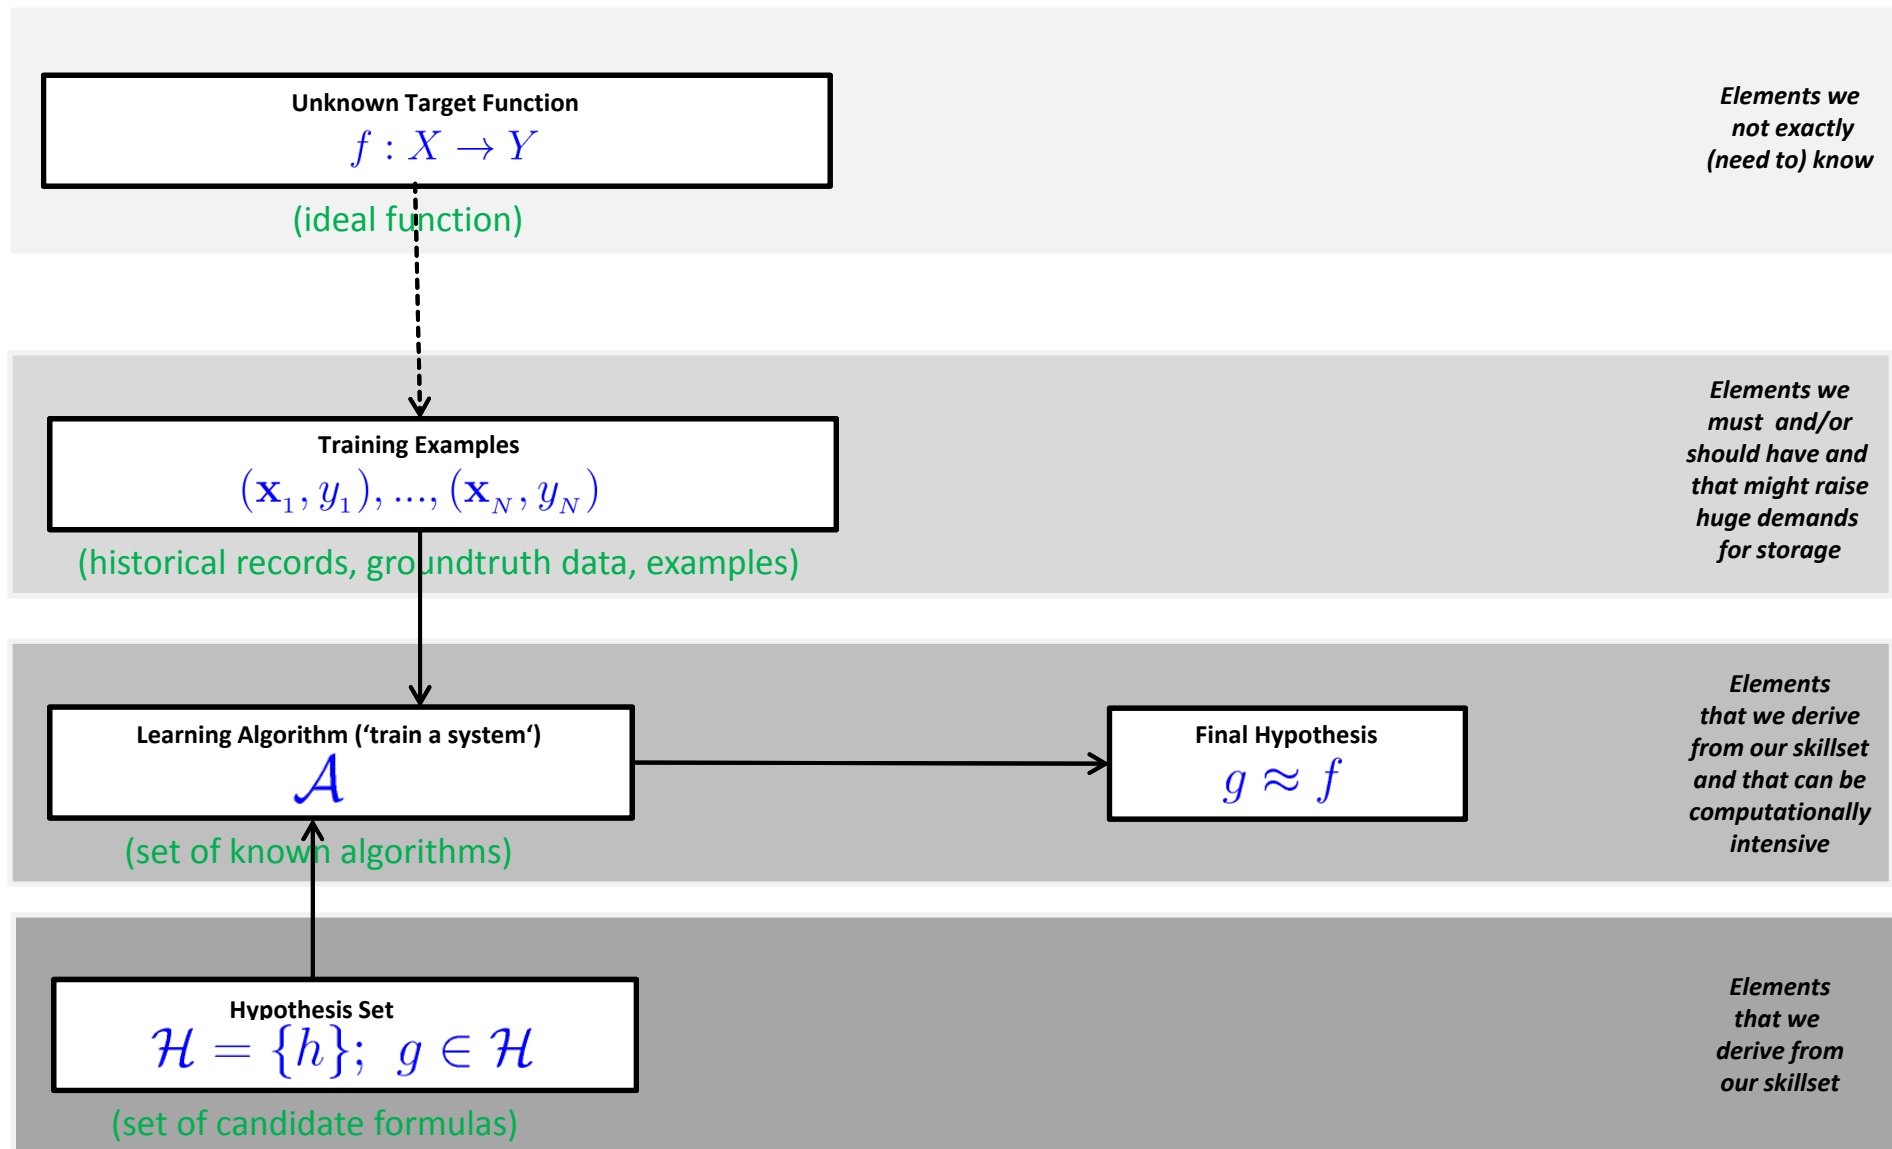 Unknown Target Function
f : X → Y
(ideal function)
Elements we
not exactly
(need to) know
Training Examples
(x₁, y₁), ..., (x_N, y_N)
(historical records, groundtruth data, examples)
Elements we
must and/or
should have and
that might raise
huge demands
for storage
Learning Algorithm (‘train a system‘)
𝒜
(set of known algorithms)
Final Hypothesis
g ≈ f
Elements
that we derive
from our skillset
and that can be
computationally
intensive
Hypothesis Set
ℋ = {h}; g ∈ ℋ
(set of candidate formulas)
Elements
that we
derive from
our skillset